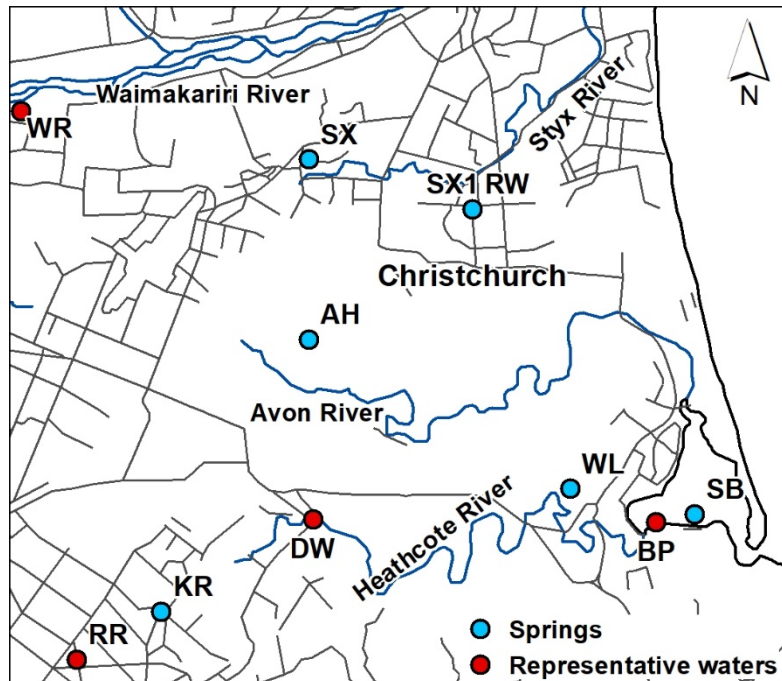 Waimakariri River
N
WR
SX
Styx River
SX1 RW
Christchurch
AH
Avon River
WL
SB
DW
Heathcote River
BP
KR
RR
Springs
Representative waters